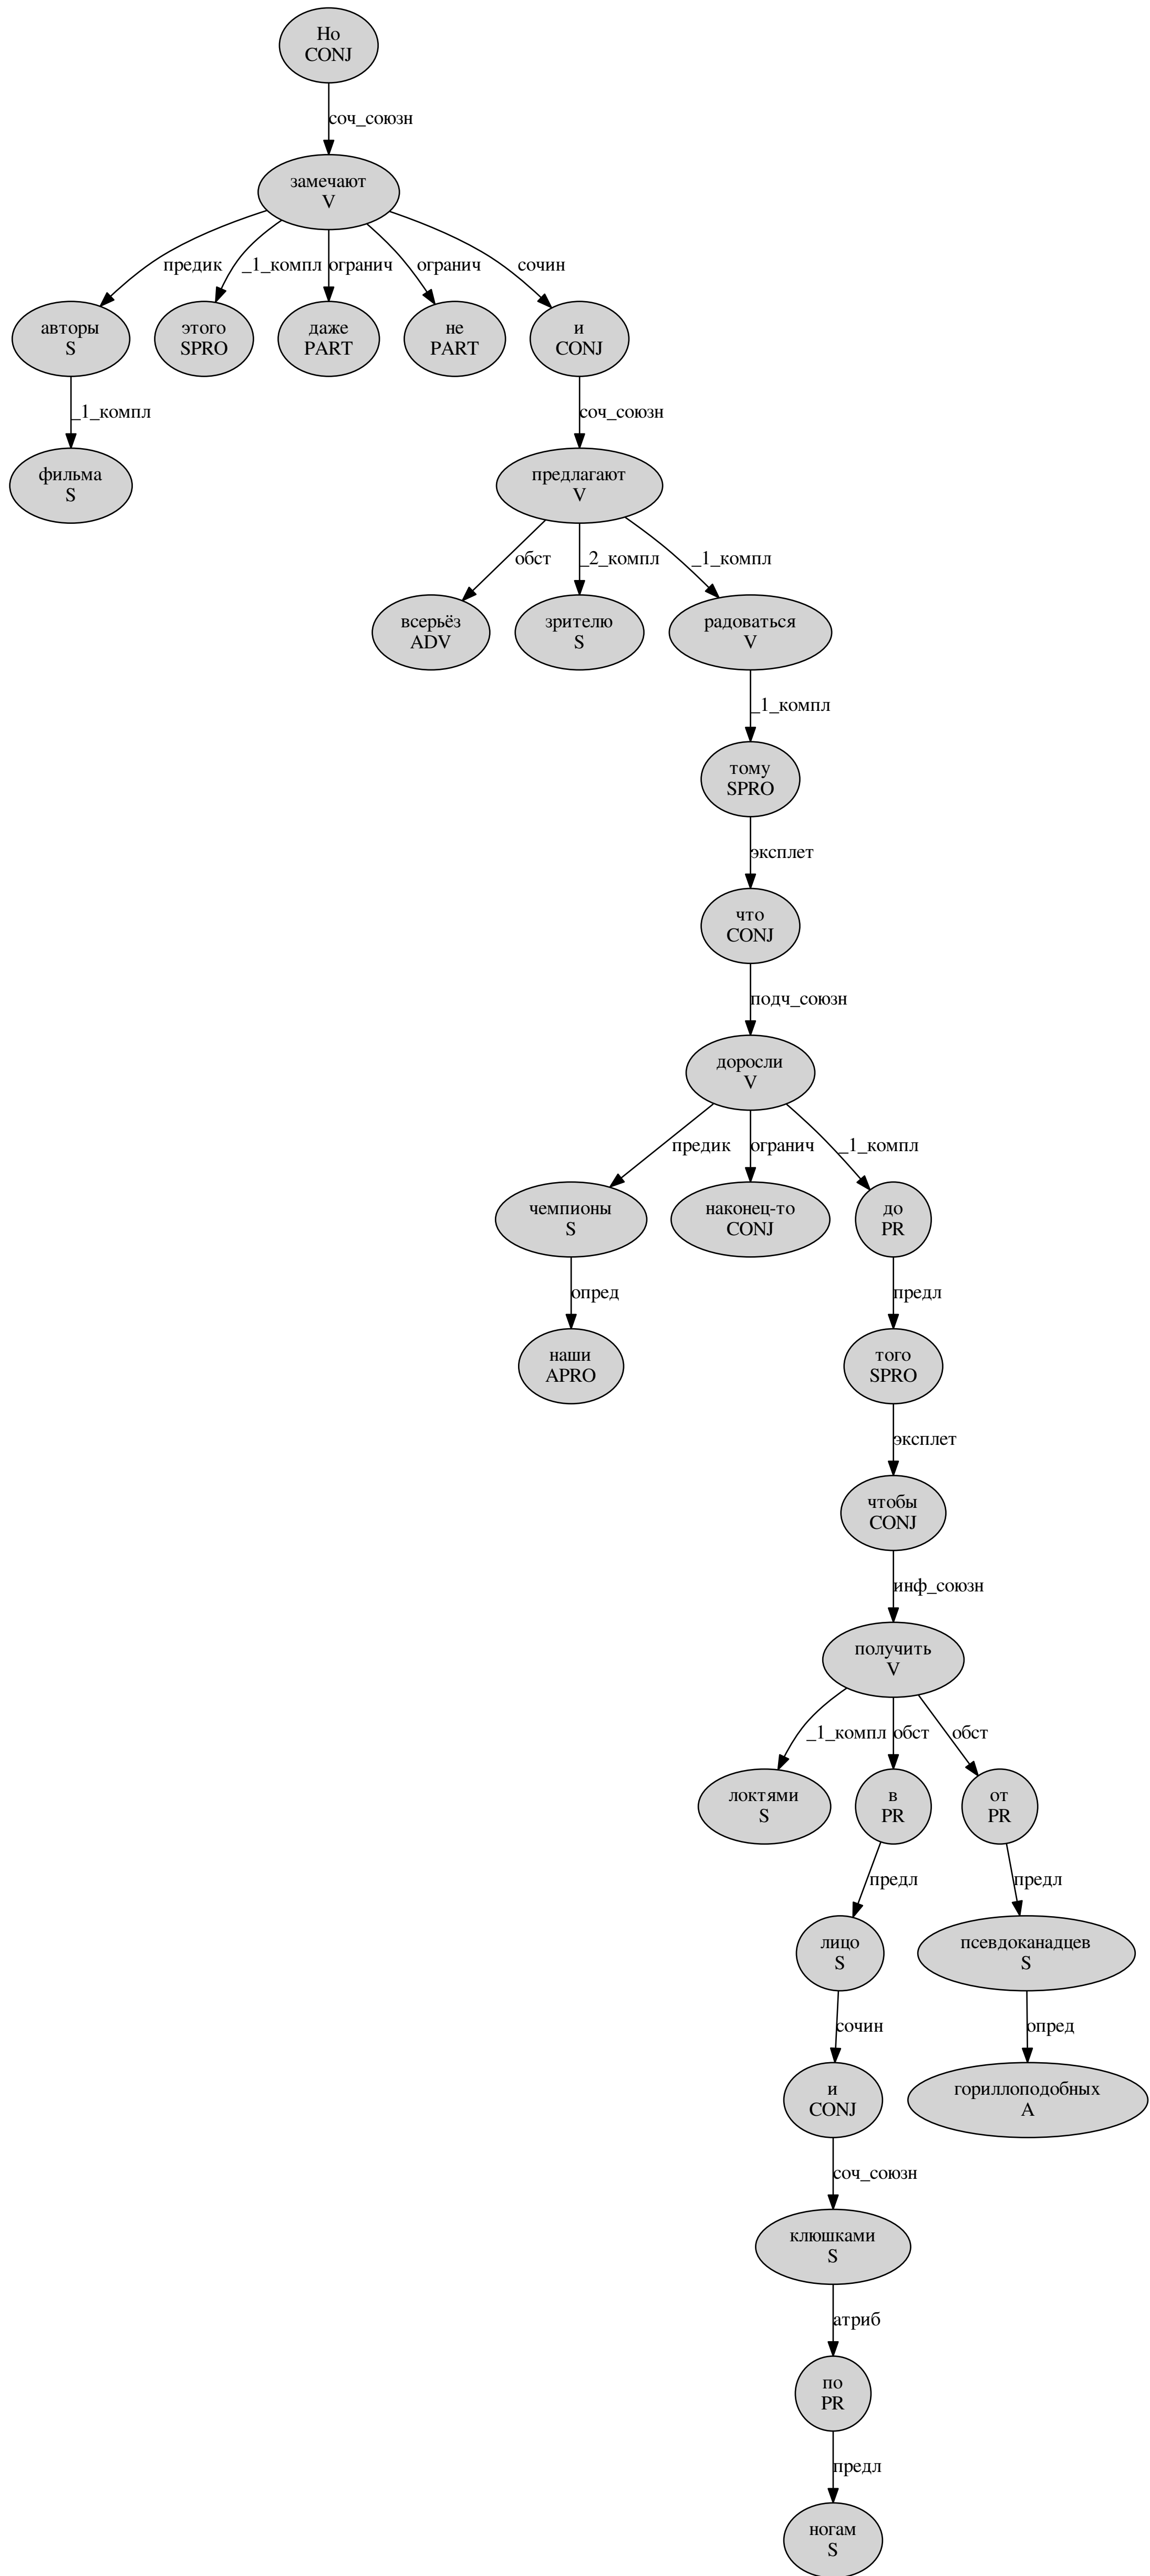 Но
CONJ
соч_союзн
замечают
V
предик
_1_компл
огранич
огранич
сочин
авторы
S
этого
SPRO
даже
PART
не
PART
и
CONJ
_1_компл
соч_союзн
фильма
S
предлагают
V
обст
_2_компл
_1_компл
всерьёз
ADV
зрителю
S
радоваться
V
_1_компл
тому
SPRO
эксплет
что
CONJ
подч_союзн
доросли
V
предик
огранич
_1_компл
чемпионы
S
наконец-то
CONJ
до
PR
опред
предл
наши
APRO
того
SPRO
эксплет
чтобы
CONJ
инф_союзн
получить
V
_1_компл
обст
обст
локтями
S
в
PR
от
PR
предл
предл
лицо
S
псевдоканадцев
S
сочин
опред
и
CONJ
гориллоподобных
A
соч_союзн
клюшками
S
атриб
по
PR
предл
ногам
S